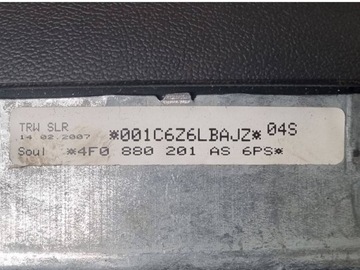 TRW SLR
14 02.2007 *001C6Z6LBAJZ* 04S
Soul *4F0 880 201 AS 6PS*